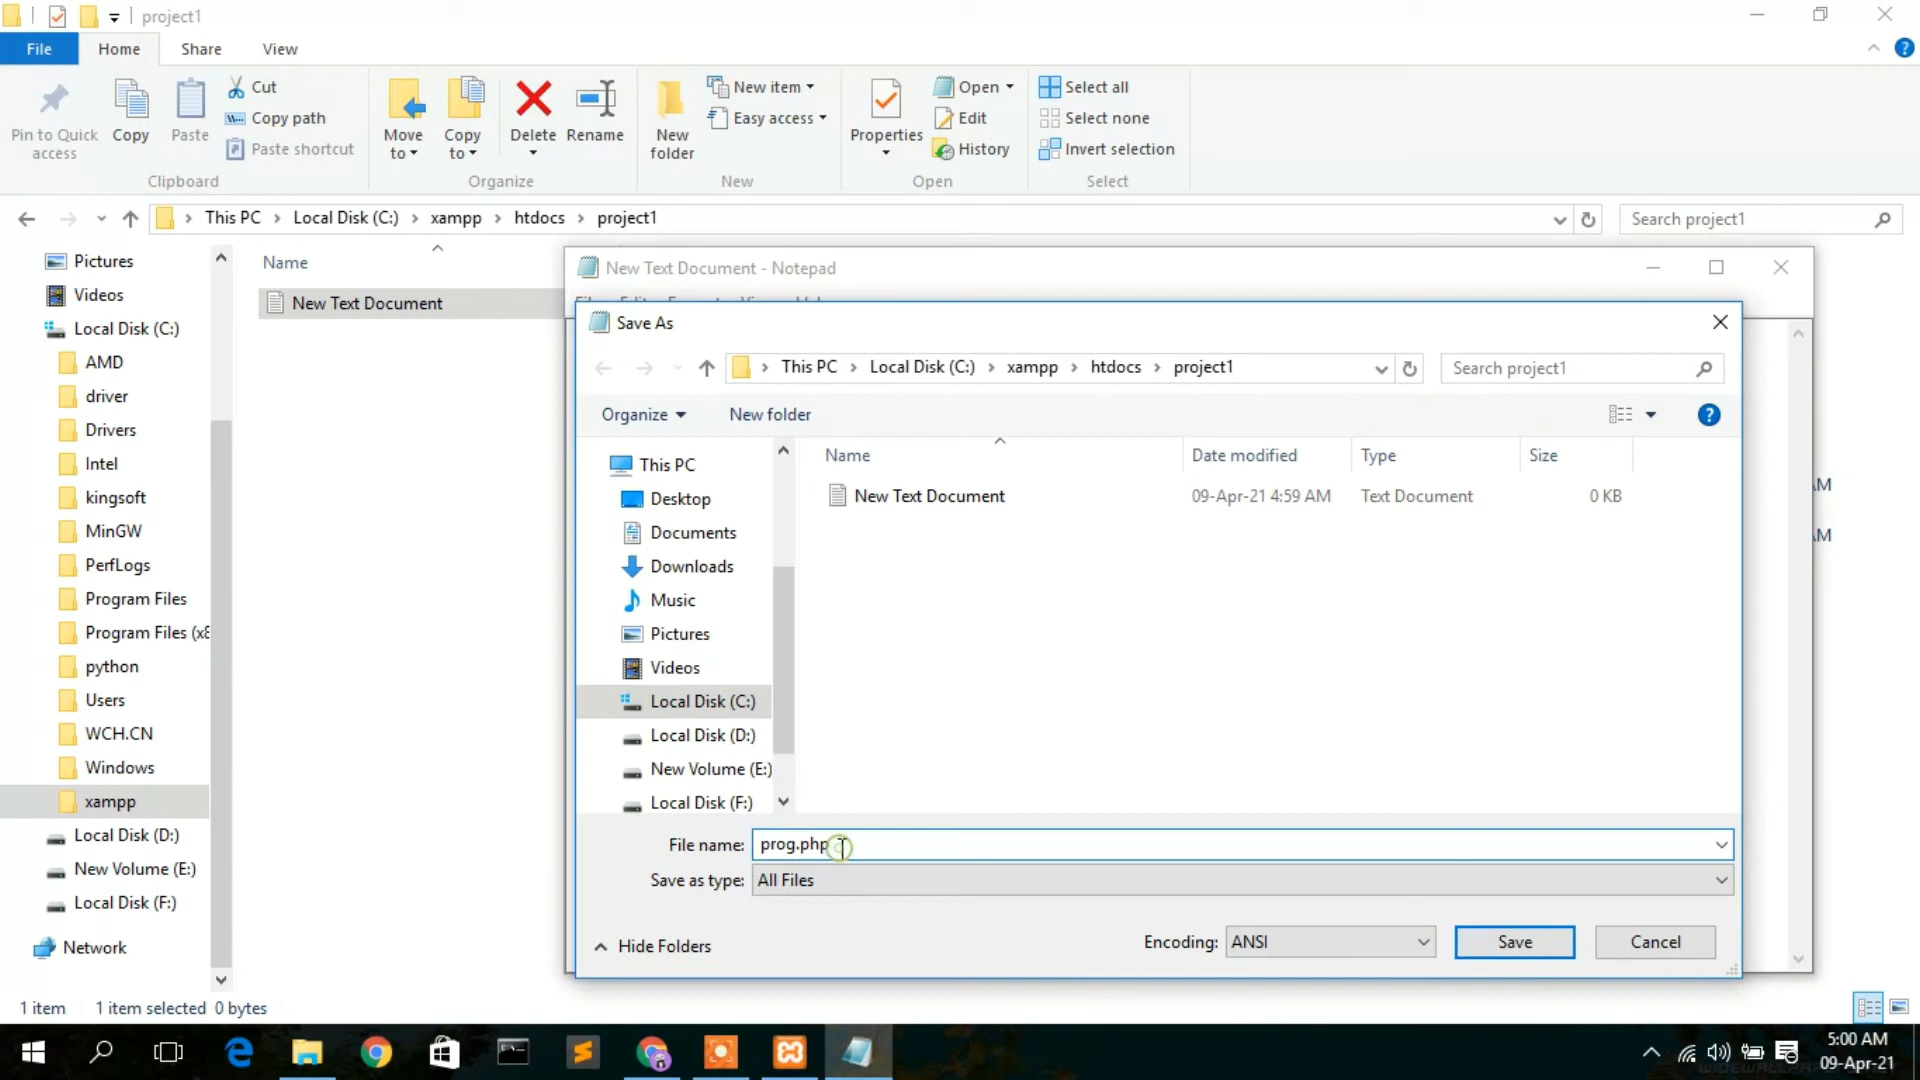 project1
File Home Share View
Pin to Quick access
Copy
Paste
Cut
Copy path
Paste shortcut
Clipboard
Move to
Copy to
Delete
Rename
Organize
New folder
New item
Easy access
New
Properties
Open
Edit
History
Open
Select all
Select none
Invert selection
Select
This PC > Local Disk (C:) > xampp > htdocs > project1
Search project1
Pictures
Videos
Local Disk (C:)
AMD
driver
Drivers
Intel
kingsoft
MinGW
PerfLogs
Program Files
Program Files (x8
python
Users
WCH.CN
Windows
xampp
Local Disk (D:)
New Volume (E:)
Local Disk (F:)
Network
Name
New Text Document
New Text Document - Notepad
Save As
This PC > Local Disk (C:) > xampp > htdocs > project1
Search project1
Organize
New folder
This PC
Desktop
Documents
Downloads
Music
Pictures
Videos
Local Disk (C:)
Local Disk (D:)
New Volume (E:)
Local Disk (F:)
Name Date modified Type Size
New Text Document 09-Apr-21 4:59 AM Text Document 0 KB
File name: prog.php
Save as type: All Files
Hide Folders
Encoding: ANSI
Save
Cancel
AM
AM
1 item 1 item selected 0 bytes
5:00 AM
09-Apr-21